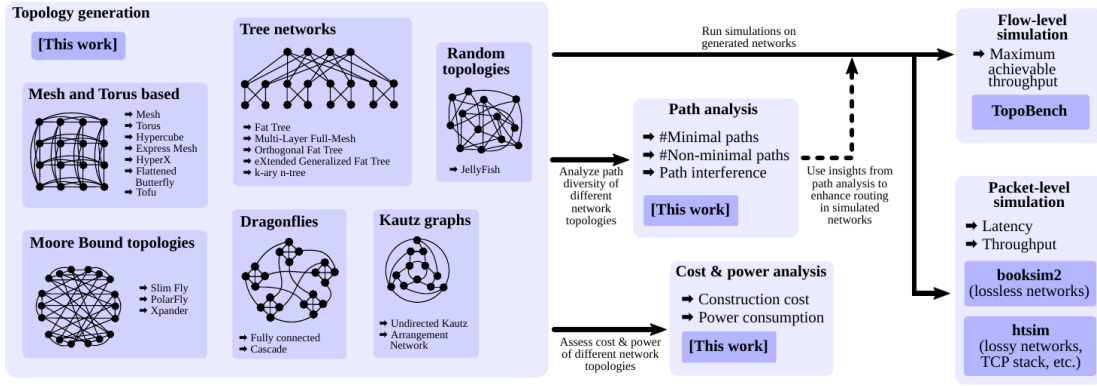 Topology generation
[This work]
Tree networks
➡ Fat Tree
➡ Multi-Layer Full-Mesh
➡ Orthogonal Fat Tree
➡ eXtended Generalized Fat Tree
➡ k-ary n-tree
Random
topologies
➡ JellyFish
Mesh and Torus based
➡ Mesh
➡ Torus
➡ Hypercube
➡ Express Mesh
➡ HyperX
➡ Flattened
Butterfly
➡ Tofu
Moore Bound topologies
➡ Slim Fly
➡ PolarFly
➡ Xpander
Dragonflies
➡ Fully connected
➡ Cascade
Kautz graphs
➡ Undirected Kautz
➡ Arrangement
Network
Run simulations on
generated networks
Analyze path
diversity of
different
network
topologies
Path analysis
➡ #Minimal paths
➡ #Non-minimal paths
➡ Path interference
[This work]
Use insights from
path analysis to
enhance routing
in simulated
networks
Assess cost & power
of different network
topologies
Cost & power analysis
➡ Construction cost
➡ Power consumption
[This work]
Flow-level
simulation
➡ Maximum
achievable
throughput
TopoBench
Packet-level
simulation
➡ Latency
➡ Throughput
booksim2
(lossless networks)
htsim
(lossy networks,
TCP stack, etc.)